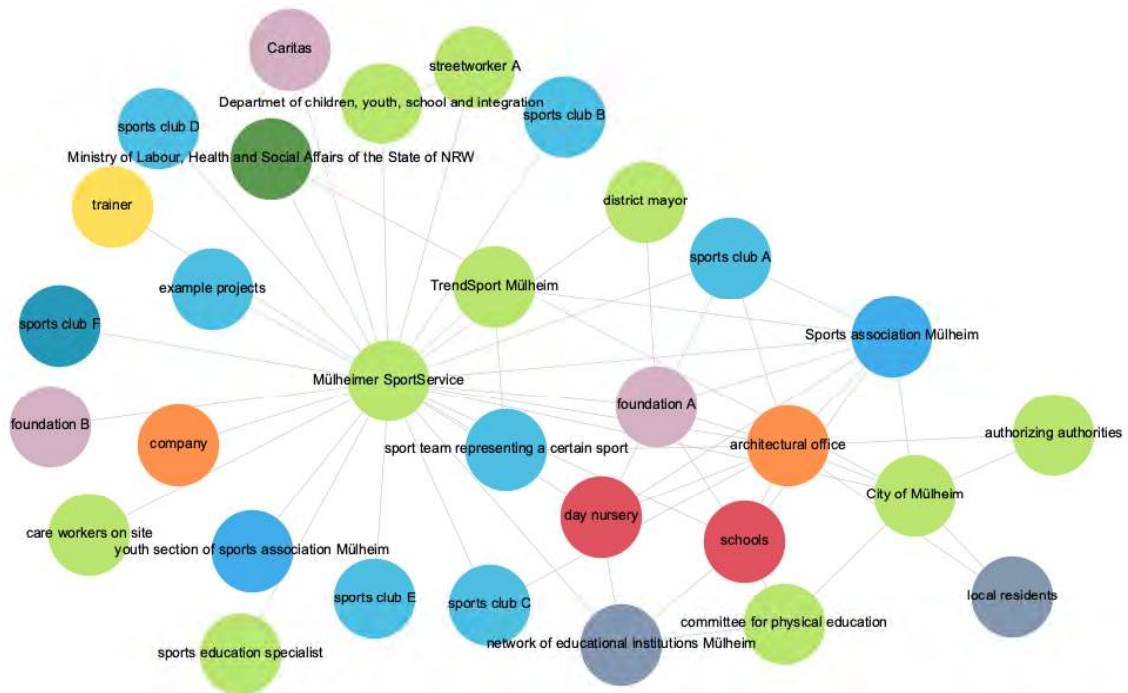 Caritas
streetworker A
Departmet of children, youth, school and integration
sports club B
sports club D
Ministry of Labour, Health and Social Affairs of the State of NRW
trainer
district mayor
sports club A
example projects
TrendSport Mülheim
sports club F
Sports association Mülheim
Mülheimer SportService
foundation A
foundation B
company
sport team representing a certain sport
architectural office
authorizing authorities
City of Mülheim
day nursery
care workers on site
youth section of sports association Mülheim
schools
sports club E
sports club C
local residents
committee for physical education
network of educational institutions Mülheim
sports education specialist